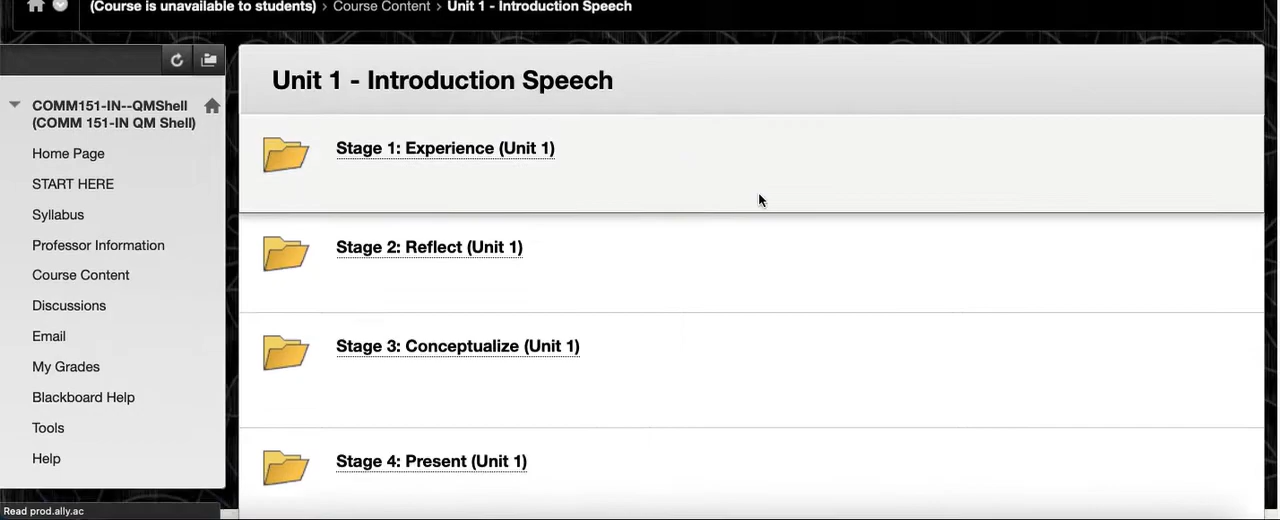 (Course is unavailable to students) › Course Content › Unit 1 - Introduction Speech
COMM151-IN--QMShell
(COMM 151-IN QM Shell)
Home Page
START HERE
Syllabus
Professor Information
Course Content
Discussions
Email
My Grades
Blackboard Help
Tools
Help
Read prod.ally.ac
Unit 1 - Introduction Speech
Stage 1: Experience (Unit 1)
Stage 2: Reflect (Unit 1)
Stage 3: Conceptualize (Unit 1)
Stage 4: Present (Unit 1)